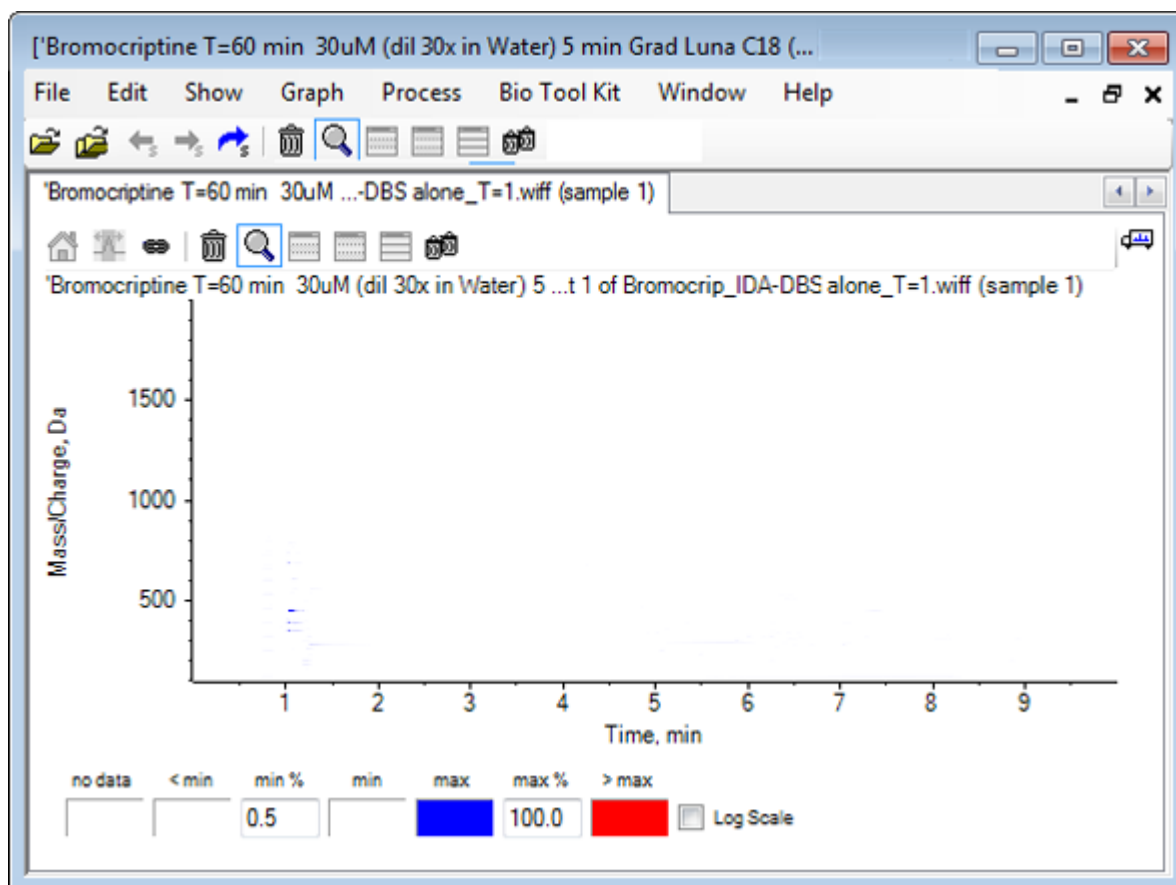 ['Bromocriptine T=60 min  30uM (dil 30x in Water) 5 min Grad Luna C18 (...
File Edit Show Graph Process Bio Tool Kit Window Help
'Bromocriptine T=60 min  30uM ...-DBS alone_T=1.wiff (sample 1)
'Bromocriptine T=60 min  30uM (dil 30x in Water) 5 ...t 1 of Bromocrip_IDA-DBS alone_T=1.wiff (sample 1)
Mass/Charge, Da
1500
1000
500
1 2 3 4 5 6 7 8 9
Time, min
no data < min min % min max max % > max
0.5 100.0 Log Scale